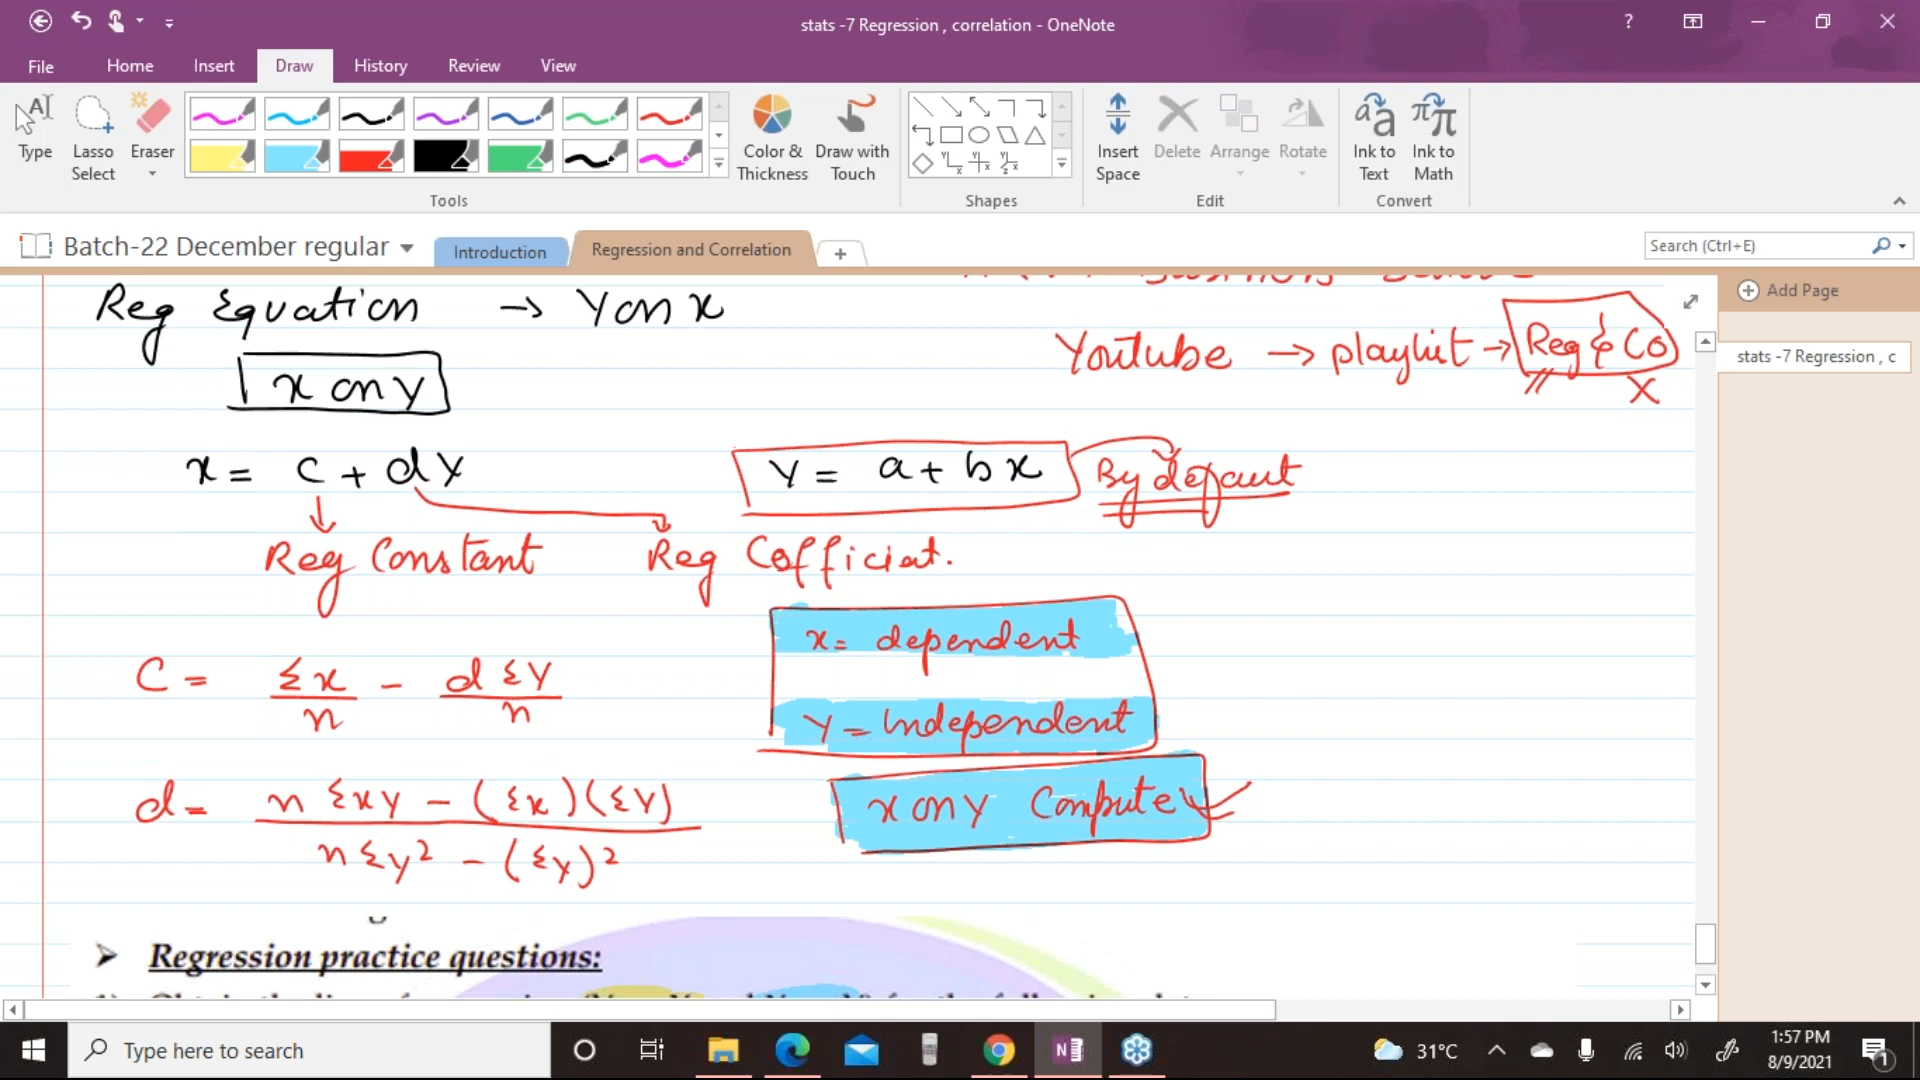 stats -7 Regression , correlation - OneNote
File Home Insert Draw History Review View
Type
Lasso Select
Eraser
Color & Thickness
Draw with Touch
Insert Space
Delete
Arrange
Rotate
Ink to Text
Ink to Math
Tools
Shapes
Edit
Convert
Batch-22 December regular
Introduction
Regression and Correlation
Search (Ctrl+E)
Add Page
stats -7 Regression , c
Reg Equation → Y on x
x on y
Youtube → playlist → Reg & Co
X
x = c + dy
Y = a + bx
By defaut
Reg Constant
Reg Cofficiat.
C = Σx/n - dΣY/n
x = dependent
Y = Independent
d = nΣxy - (Σx)(ΣY) / nΣy² - (Σy)²
x on y Compute
➤ Regression practice questions:
Type here to search
31°C
1:57 PM
8/9/2021
1